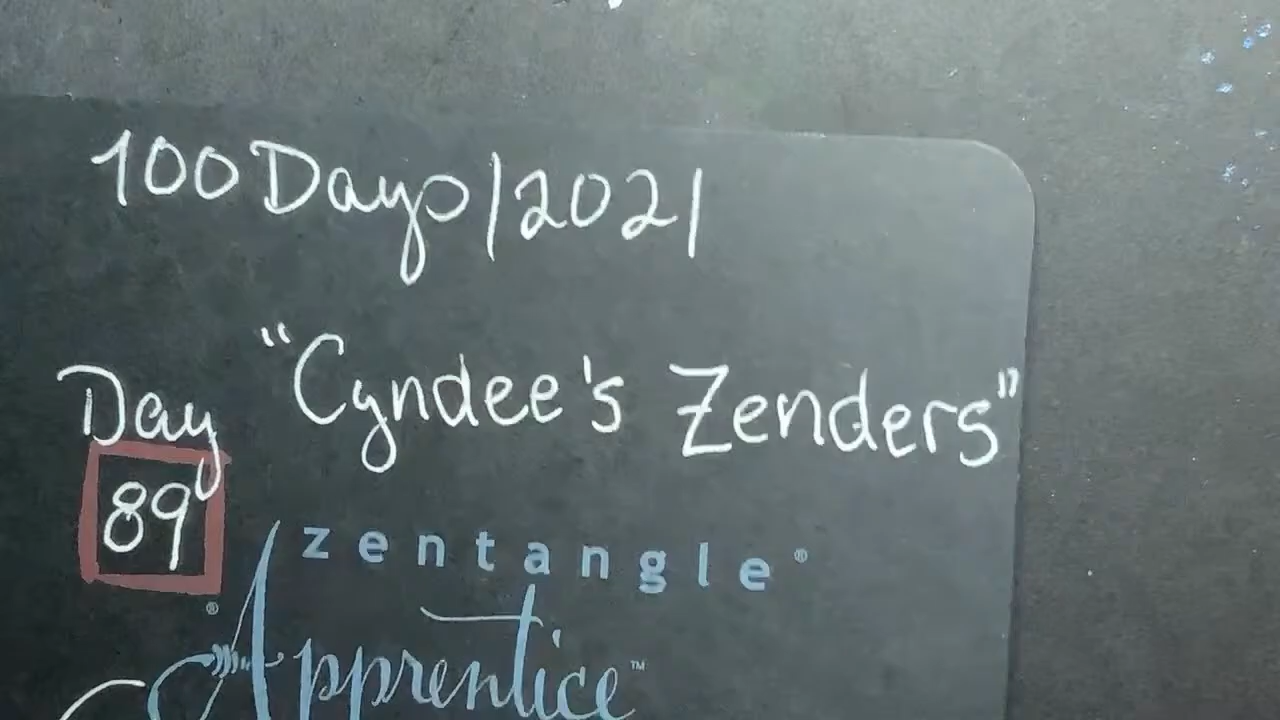 100 Days/2021
"Cyndee's Zenders"
Day
89
zentangle®
®
Apprentice™